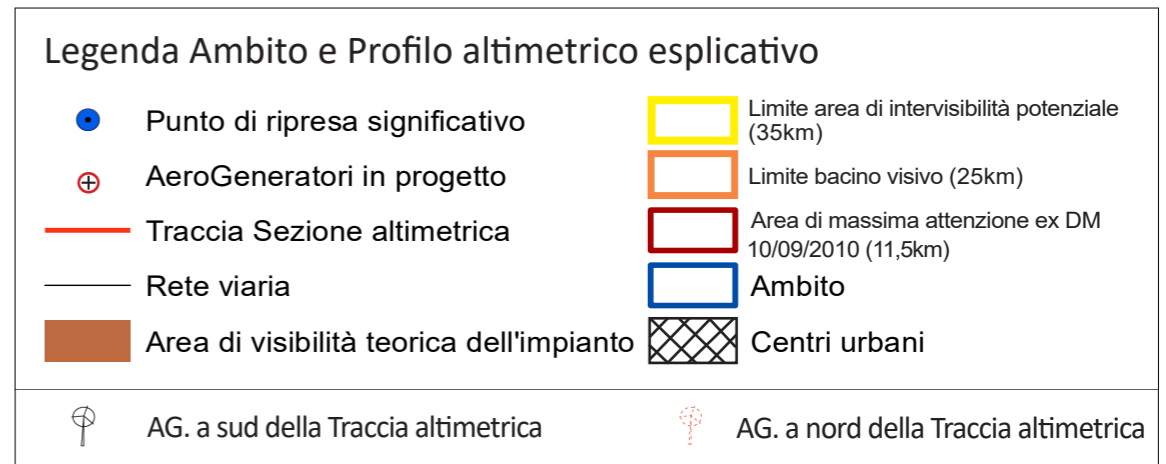 Legenda Ambito e Profilo altimetrico esplicativo
Punto di ripresa significativo
AeroGeneratori in progetto
Traccia Sezione altimetrica
Rete viaria
Area di visibilità teorica dell'impianto
Limite area di intervisibilità potenziale
(35km)
Limite bacino visivo (25km)
Area di massima attenzione ex DM
10/09/2010 (11,5km)
Ambito
Centri urbani
AG. a sud della Traccia altimetrica
AG. a nord della Traccia altimetrica